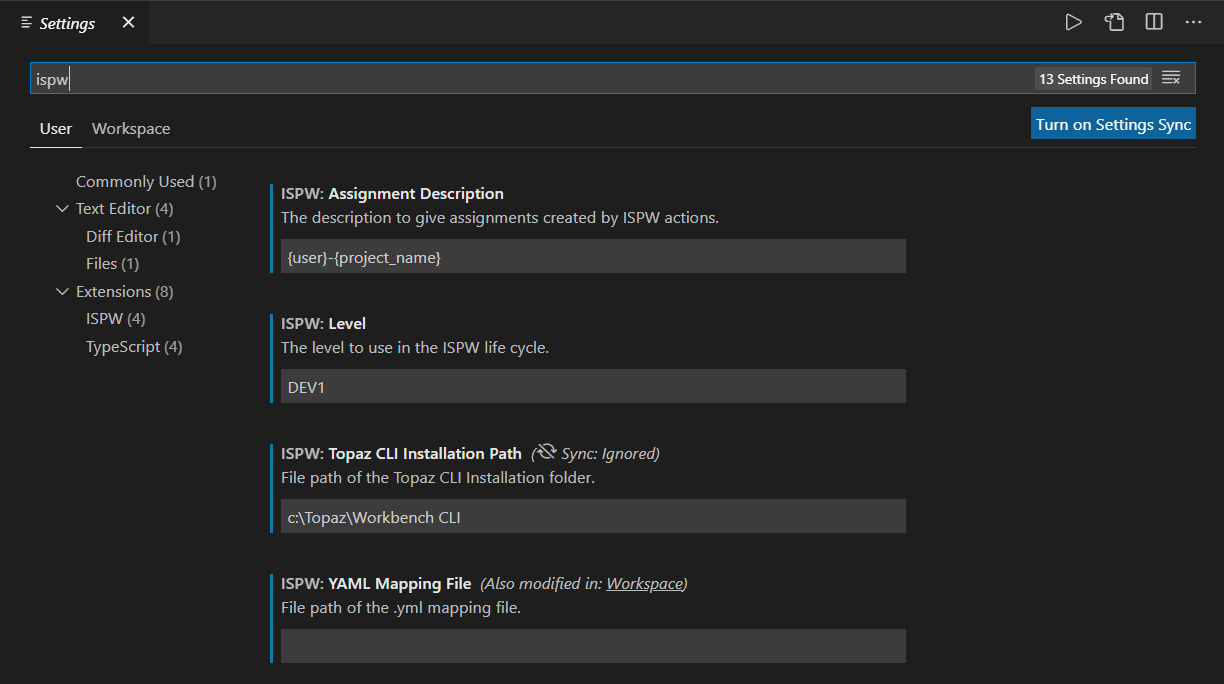 Settings
ispw
13 Settings Found
User
Workspace
Turn on Settings Sync
Commonly Used (1)
Text Editor (4)
Diff Editor (1)
Files (1)
Extensions (8)
ISPW (4)
TypeScript (4)
ISPW: Assignment Description
The description to give assignments created by ISPW actions.
{user}-{project_name}
ISPW: Level
The level to use in the ISPW life cycle.
DEV1
ISPW: Topaz CLI Installation Path ( Sync: Ignored)
File path of the Topaz CLI Installation folder.
c:\Topaz\Workbench CLI
ISPW: YAML Mapping File (Also modified in: Workspace)
File path of the .yml mapping file.